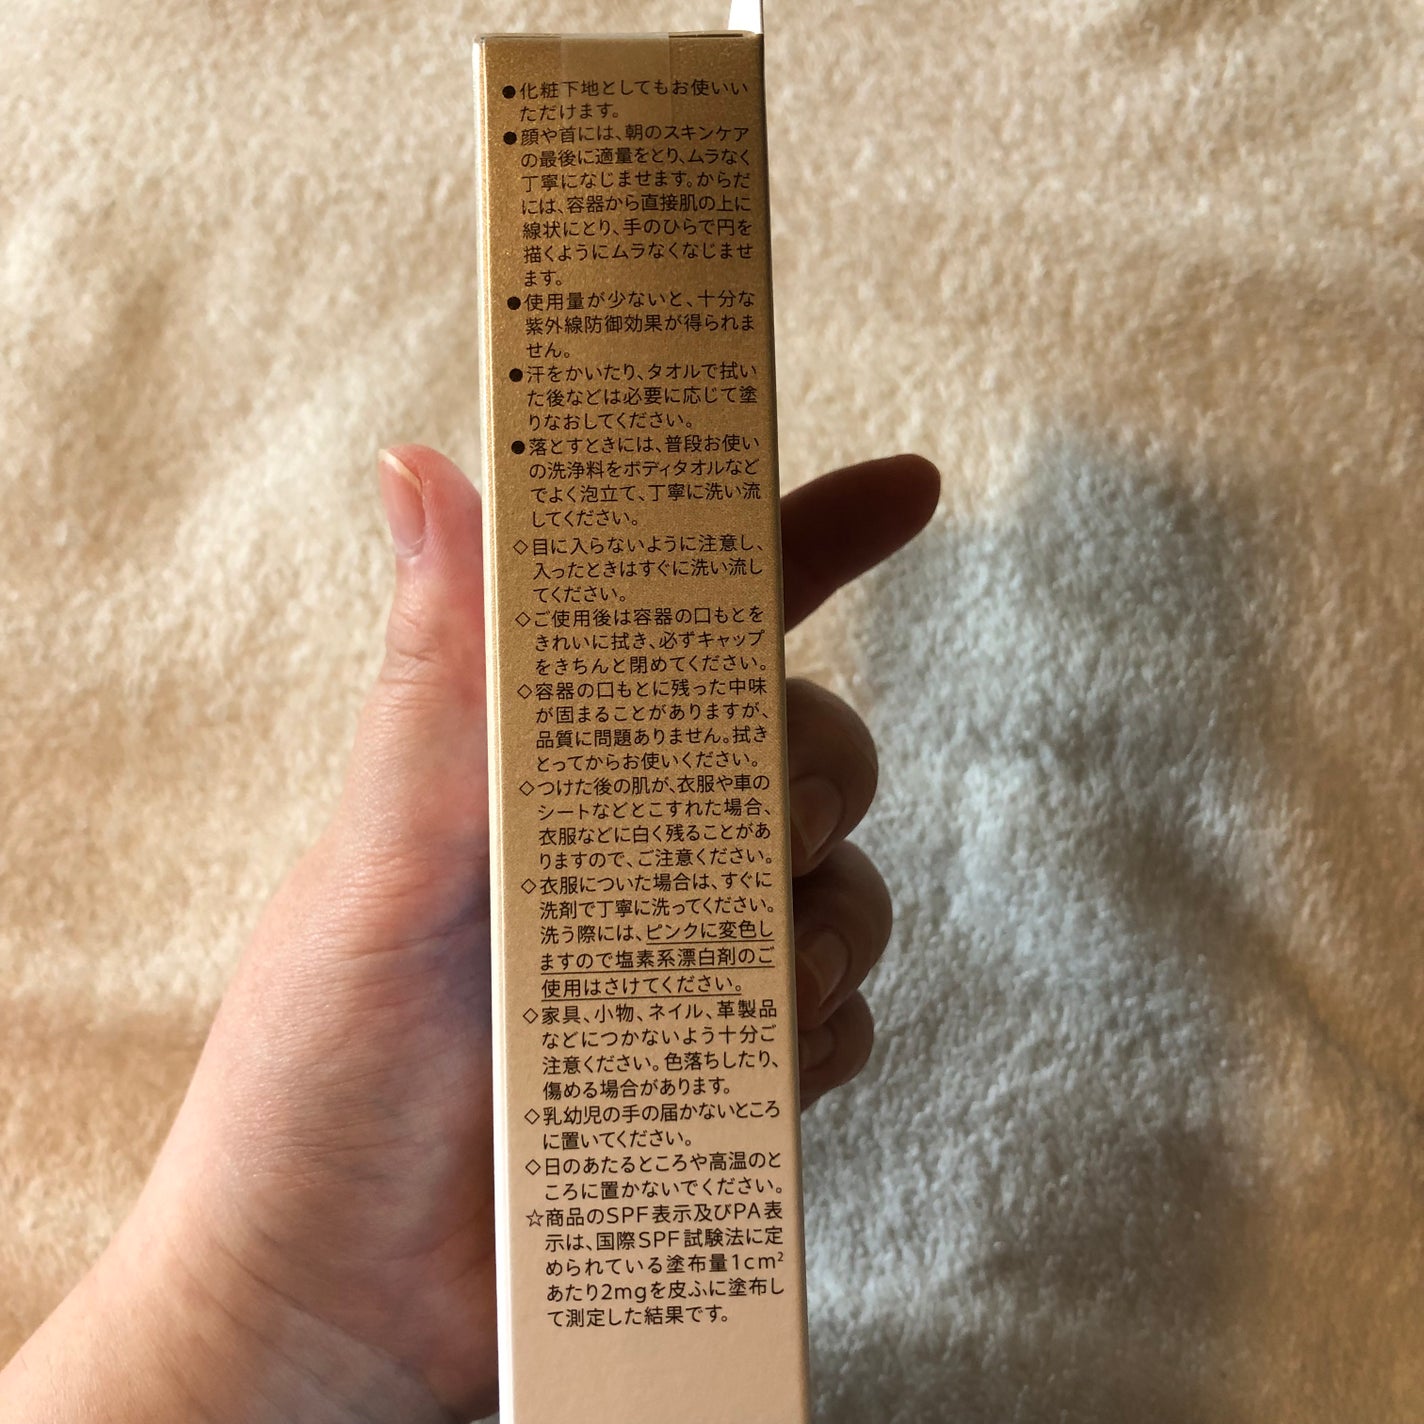 ●化粧下地としてもお使いい
ただけます。
●顔や首には、朝のスキンケア
の最後に適量をとり、ムラなく
丁寧になじませます。からだ
には、容器から直接肌の上に
線状にとり、手のひらで円を
描くようにムラなくなじませ
ます。
●使用量が少ないと、十分な
紫外線防御効果が得られま
せん。
●汗をかいたり、タオルで拭い
た後などは必要に応じて塗
りなおしてください。
●落とすときには、普段お使い
の洗浄料をボディタオルなど
でよく泡立て、丁寧に洗い流
してください。
◇目に入らないように注意し、
入ったときはすぐに洗い流し
てください。
◇ご使用後は容器の口もとを
きれいに拭き、必ずキャップ
をきちんと閉めてください。
◇容器の口もとに残った中味
が固まることがありますが、
品質に問題ありません。拭き
とってからお使いください。
◇つけた後の肌が、衣服や車の
シートなどとこすれた場合、
衣服などに白く残ることがあ
りますので、ご注意ください。
◇衣服についた場合は、すぐに
洗剤で丁寧に洗ってください。
洗う際には、ピンクに変色し
ますので塩素系漂白剤のご
使用はさけてください。
◇家具、小物、ネイル、革製品
などにつかないよう十分ご
注意ください。色落ちしたり、
傷める場合があります。
◇乳幼児の手の届かないところ
に置いてください。
◇日のあたるところや高温のと
ころに置かないでください。
☆商品のSPF表示及びPA表
示は、国際SPF試験法に定
められている塗布量1cm²
あたり2mgを皮ふに塗布し
て測定した結果です。